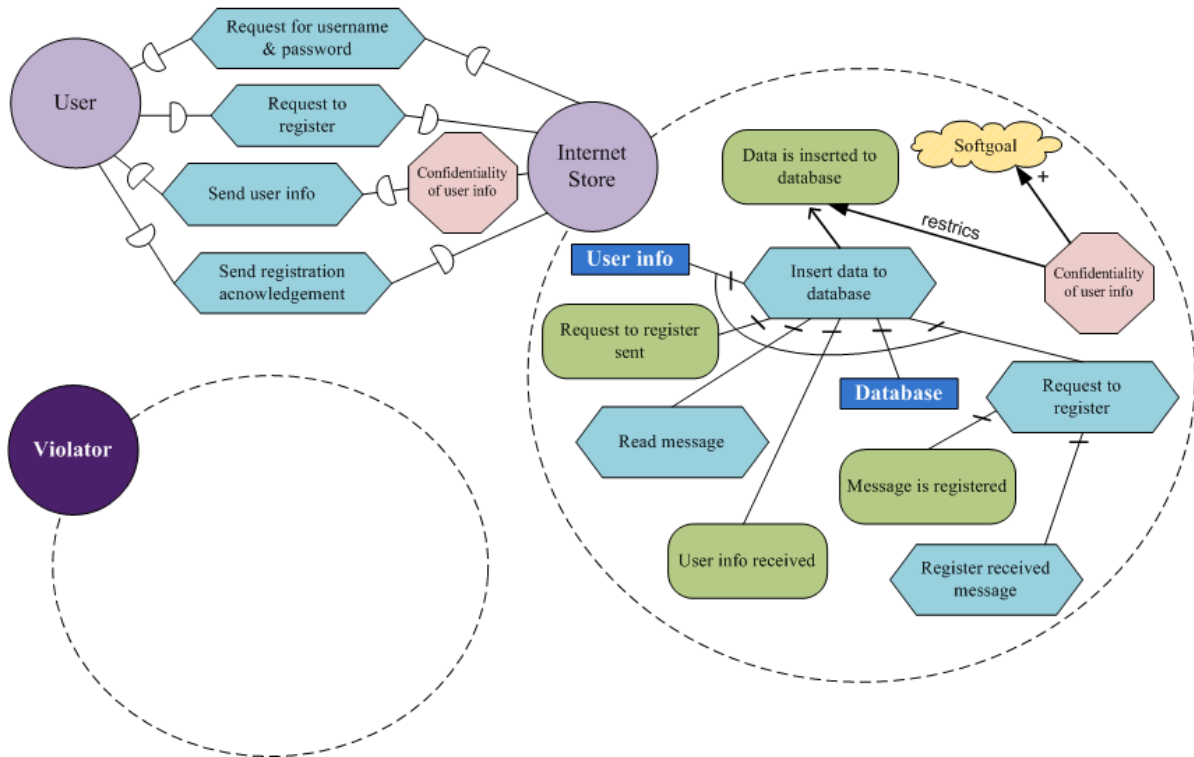 Request for username
& password
User
Request to
register
Internet
Store
Confidentiality
of user info
Send user info
Send registration
acnowledgement
Data is inserted to
database
Softgoal
+
restrics
User info
Insert data to
database
Confidentiality
of user info
Request to register
sent
Database
Request to
register
Violator
Read message
Message is registered
User info received
Register received
message